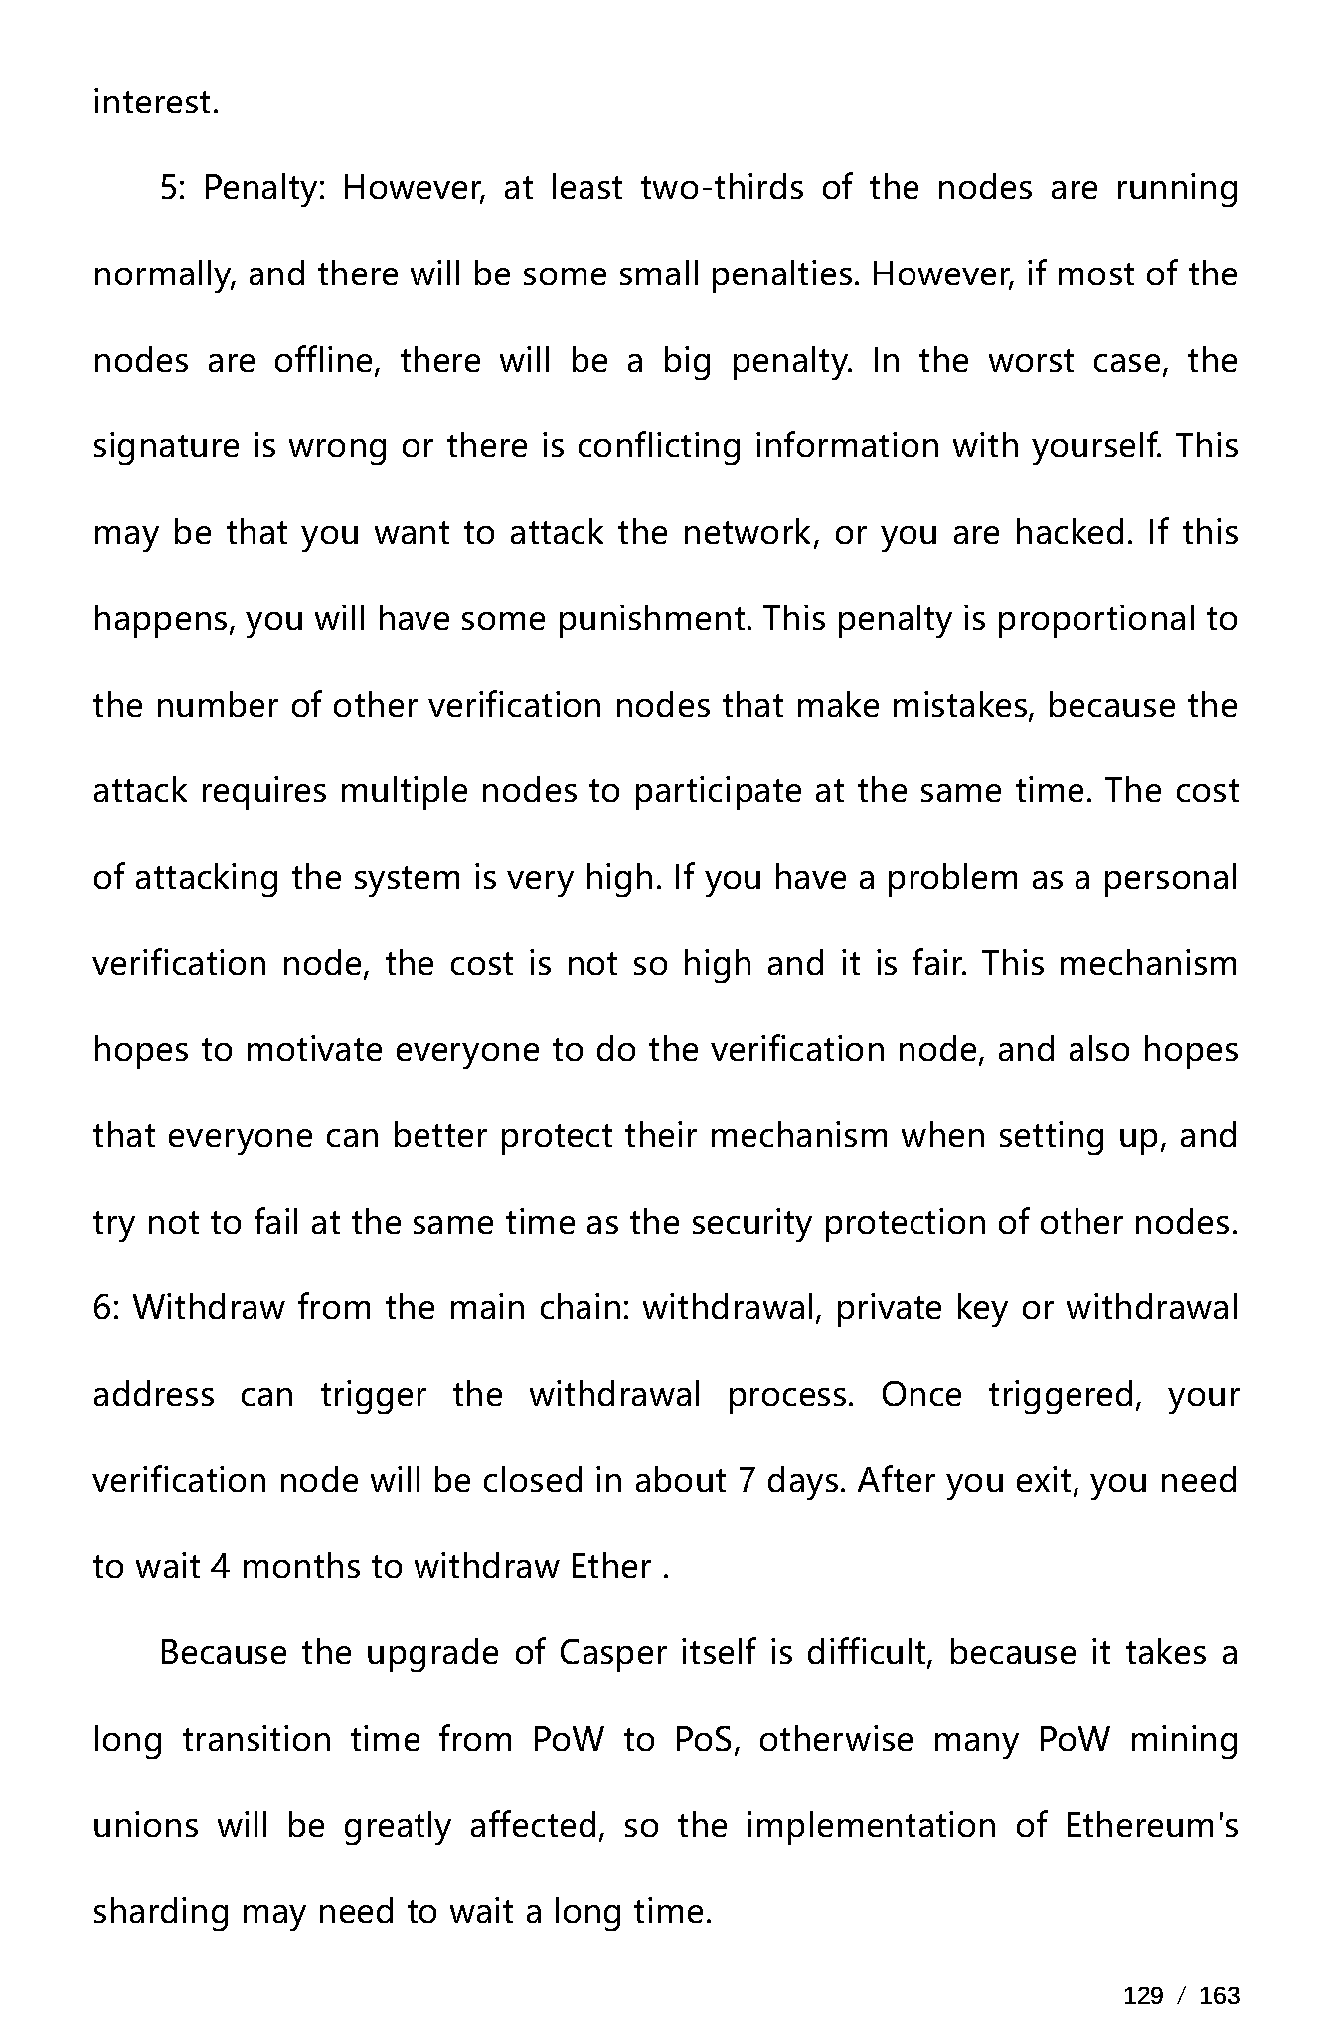 interest.
5: Penalty: However, at least two-thirds of the nodes are running
normally, and there will be some small penalties. However, if most of the
nodes are offline, there will be a big penalty. In the worst case, the
signature is wrong or there is conflicting information with yourself. This
may be that you want to attack the network, or you are hacked. If this
happens, you will have some punishment. This penalty is proportional to
the number of other verification nodes that make mistakes, because the
attack requires multiple nodes to participate at the same time. The cost
of attacking the system is very high. If you have a problem as a personal
verification node, the cost is not so high and it is fair. This mechanism
hopes to motivate everyone to do the verification node, and also hopes
that everyone can better protect their mechanism when setting up, and
try not to fail at the same time as the security protection of other nodes.
6: Withdraw from the main chain: withdrawal, private key or withdrawal
address can trigger the withdrawal process. Once triggered, your
verification node will be closed in about 7 days. After you exit, you need
to wait 4 months to withdraw Ether .
Because the upgrade of Casper itself is difficult, because it takes a
long transition time from PoW to PoS, otherwise many PoW mining
unions will be greatly affected, so the implementation of Ethereum's
sharding may need to wait a long time.
129 / 163